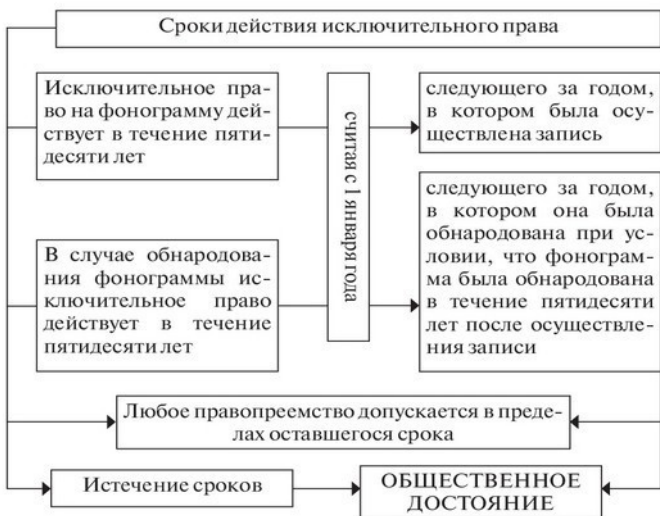 Сроки действия исключительного права
Исключительное пра-
во на фонограмму дей-
ствует в течение пяти-
десяти лет
считая с 1 января года
следующего за годом,
в котором была осу-
ществлена запись
В случае обнародова-
ния фонограммы ис-
ключительное право
действует в течение
пятидесяти лет
следующего за годом,
в котором она была
обнародована при ус-
ловии, что фонограм-
ма была обнародована
в течение пятидесяти
лет после осуществле-
ния записи
Любое правопреемство допускается в преде-
лах оставшегося срока
Истечение сроков
ОБЩЕСТВЕННОЕ
ДОСТОЯНИЕ